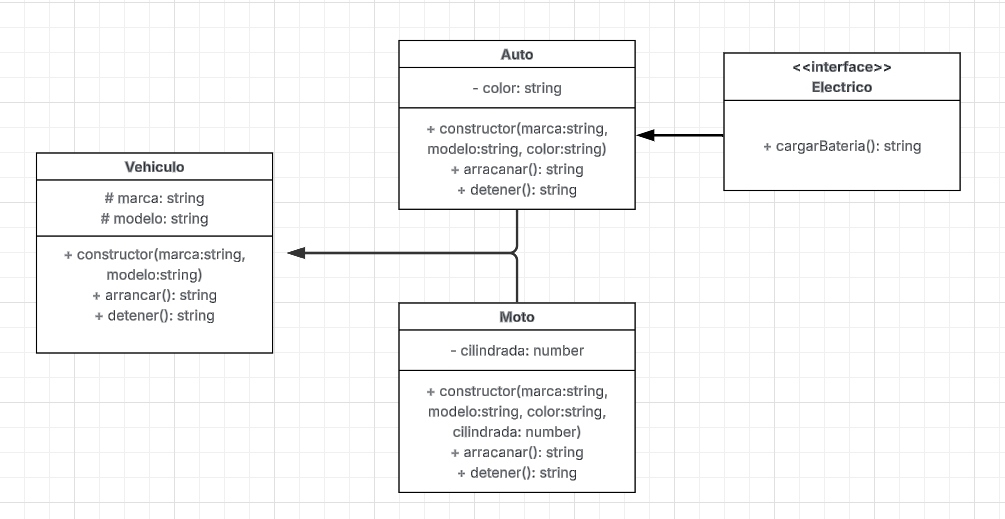 Auto
- color: string
+ constructor(marca:string,
modelo:string, color:string)
+ arracanar(): string
+ detener(): string
<<interface>>
Electrico
+ cargarBateria(): string
Vehiculo
# marca: string
# modelo: string
+ constructor(marca:string,
modelo:string)
+ arrancar(): string
+ detener(): string
Moto
- cilindrada: number
+ constructor(marca:string,
modelo:string, color:string,
cilindrada: number)
+ arracanar(): string
+ detener(): string